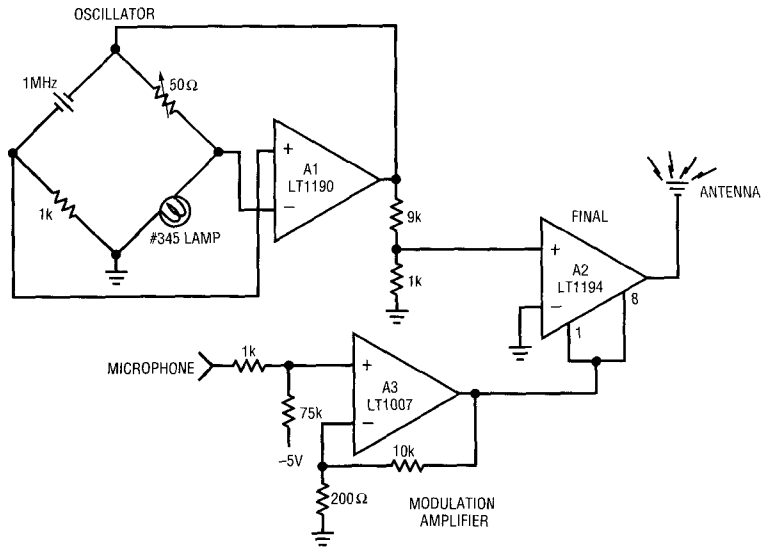 OSCILLATOR
1MHz
50Ω
1k
#345 LAMP
+
A1
LT1190
−
9k
1k
FINAL
ANTENNA
+
A2
LT1194
−
1
8
MICROPHONE
1k
75k
−5V
+
A3
LT1007
−
10k
200Ω
MODULATION
AMPLIFIER